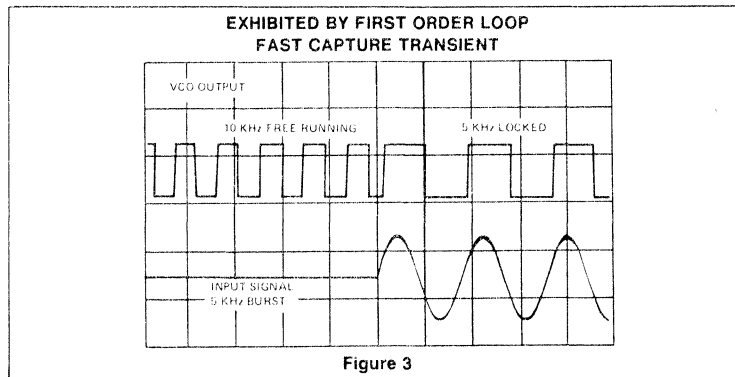 EXHIBITED BY FIRST ORDER LOOP
FAST CAPTURE TRANSIENT
VCO OUTPUT
10 KHz FREE RUNNING
5 KHz LOCKED
INPUT SIGNAL
5 KHz BURST
Figure 3